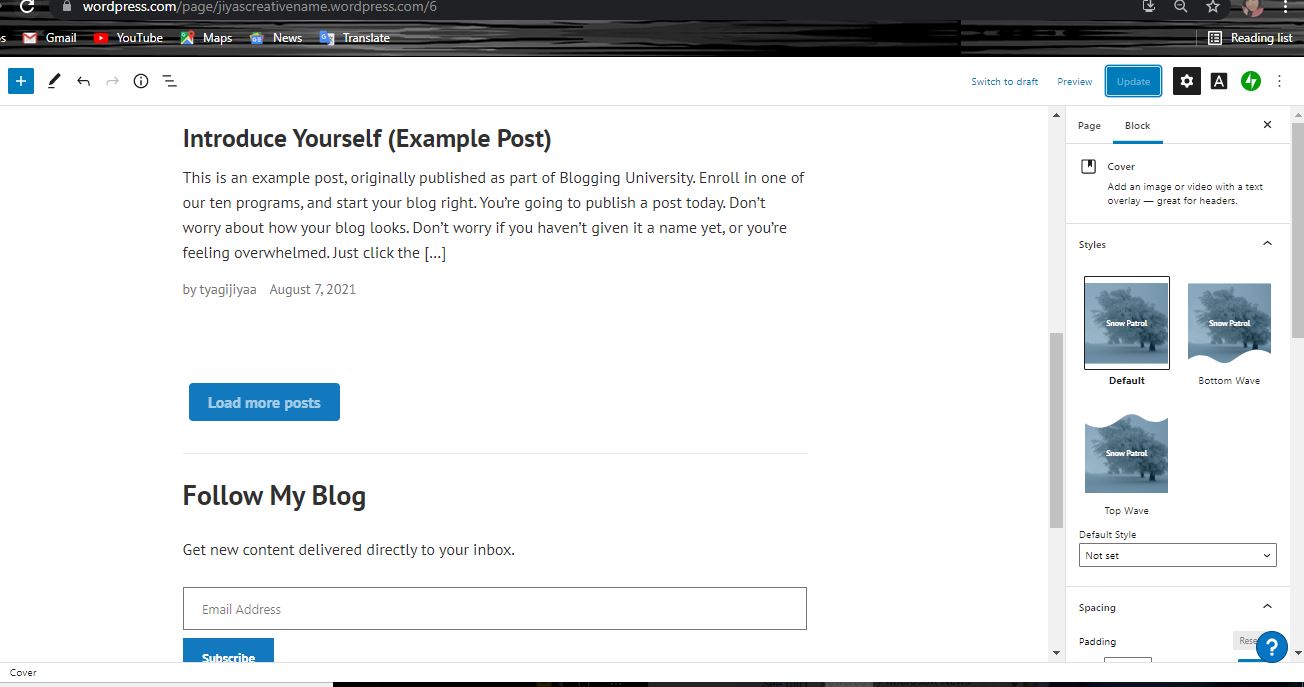 wordpress.com/page/jiyascreativename.wordpress.com/6
s Gmail YouTube Maps News Translate Reading list
Switch to draft Preview Update A
Page Block
Introduce Yourself (Example Post)
This is an example post, originally published as part of Blogging University. Enroll in one of
our ten programs, and start your blog right. You’re going to publish a post today. Don’t
worry about how your blog looks. Don’t worry if you haven’t given it a name yet, or you’re
feeling overwhelmed. Just click the […]
by tyagijiyaa August 7, 2021
Load more posts
Follow My Blog
Get new content delivered directly to your inbox.
Email Address
Subscribe
Cover
Add an image or video with a text
overlay — great for headers.
Styles
Snow Patrol
Snow Patrol
Default
Bottom Wave
Snow Patrol
Top Wave
Default Style
Not set
Spacing
Padding
Rese
?
Cover